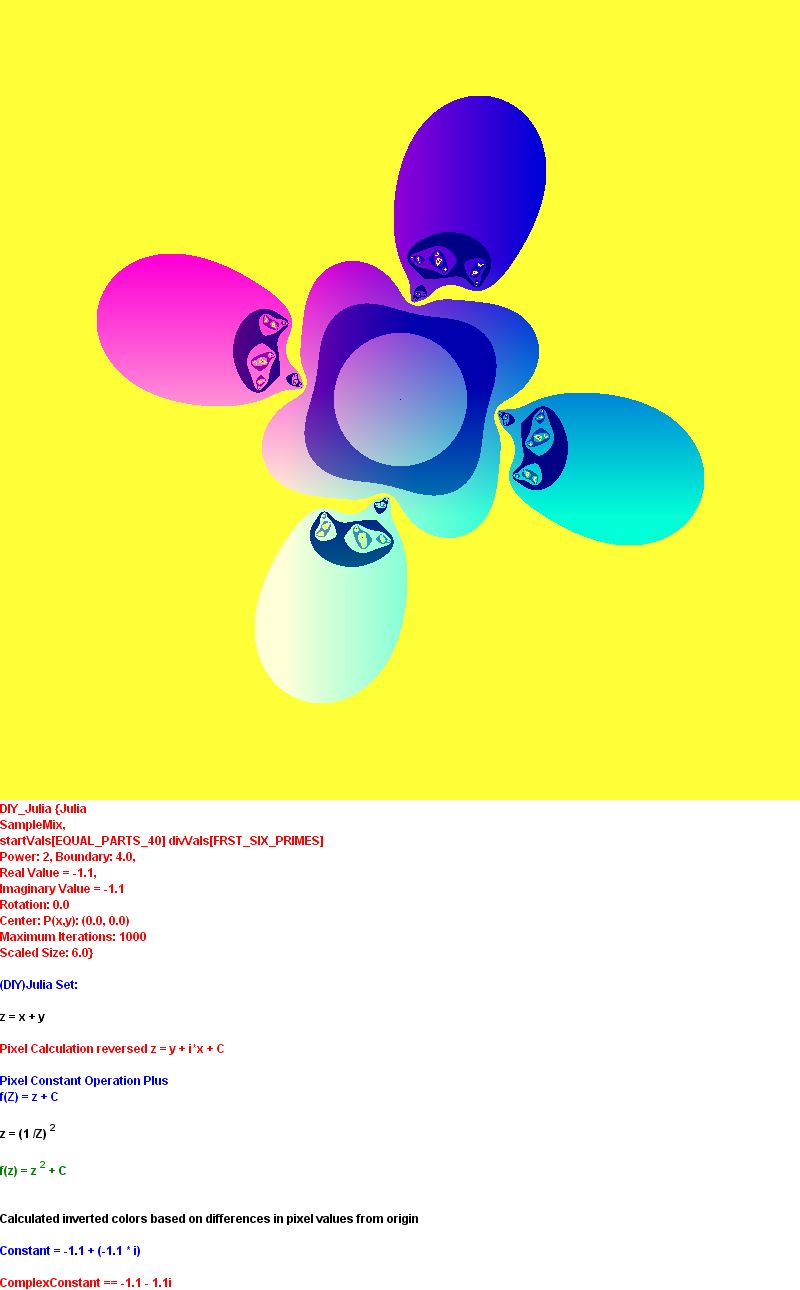 DIY_Julia {Julia
SampleMix,
startVals[EQUAL_PARTS_40] divVals[FRST_SIX_PRIMES]
Power: 2, Boundary: 4.0,
Real Value = -1.1,
Imaginary Value = -1.1
Rotation: 0.0
Center: P(x,y): (0.0, 0.0)
Maximum Iterations: 1000
Scaled Size: 6.0}
(DIY)Julia Set:
z = x + y
Pixel Calculation reversed z = y + i*x + C
Pixel Constant Operation Plus
f(Z) = z + C
z = (1 /Z) 2
f(z) = z 2 + C
Calculated inverted colors based on differences in pixel values from origin
Constant = -1.1 + (-1.1 * i)
ComplexConstant == -1.1 - 1.1i